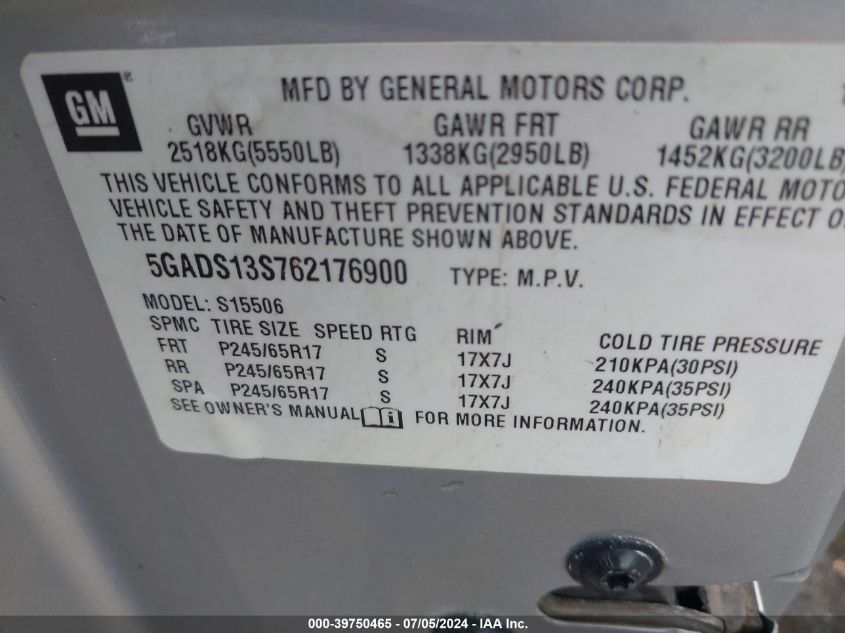 GM®
MFD BY GENERAL MOTORS CORP.
GVWR GAWR FRT GAWR RR
2518KG(5550LB) 1338KG(2950LB) 1452KG(3200LB)
THIS VEHICLE CONFORMS TO ALL APPLICABLE U.S. FEDERAL MOTO
VEHICLE SAFETY AND THEFT PREVENTION STANDARDS IN EFFECT O
THE DATE OF MANUFACTURE SHOWN ABOVE.
5GADS13S762176900 TYPE: M.P.V.
MODEL: S15506
SPMC TIRE SIZE SPEED RTG RIM COLD TIRE PRESSURE
FRT P245/65R17 S 17X7J 210KPA(30PSI)
RR P245/65R17 S 17X7J 240KPA(35PSI)
SPA P245/65R17 S 17X7J 240KPA(35PSI)
SEE OWNER'S MANUAL i FOR MORE INFORMATION.
000-39750465 - 07/05/2024 - IAA Inc.